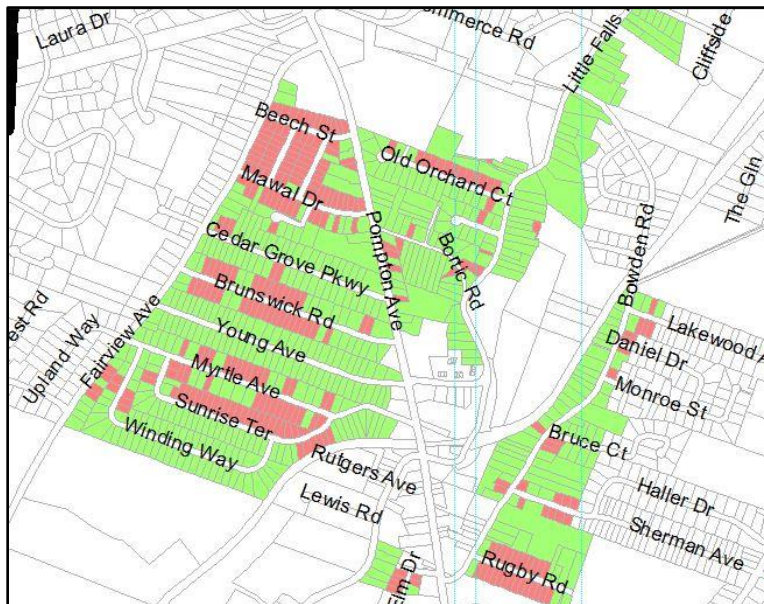 Laura Dr
Rd
Little Falls
Cliffside
Beech St
Old Orchard Ct
The Gln
Mawal Dr
Cedar Grove Pkwy
Pompton Ave
Bortic Rd
Bowden Rd
Brunswick Rd
Upland Way
Fairview Ave
Young Ave
Lakewood
Daniel Dr
Myrtle Ave
Monroe St
Sunrise Ter
Winding Way
Bruce Ct
Rutgers Ave
Haller Dr
Lewis Rd
Sherman Ave
Rugby Rd
Elm Dr